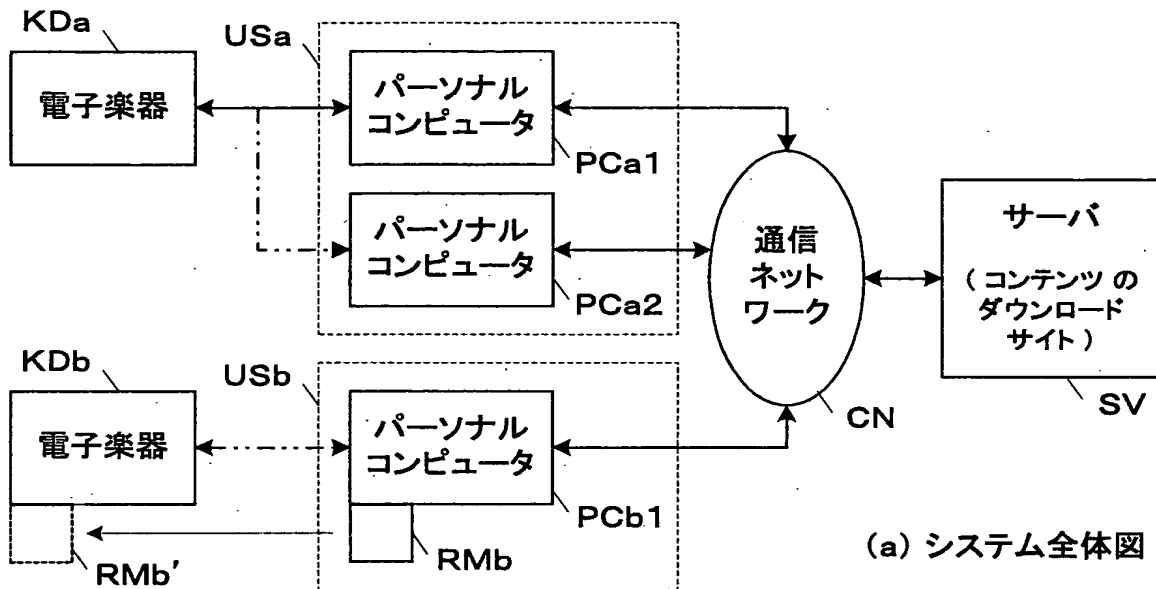 KDa
電子楽器
USa
パーソナル
コンピュータ
PCa1
パーソナル
コンピュータ
PCa2
通信
ネット
ワーク
CN
サーバ
(コンテンツ の
ダウンロード
サイト)
SV
KDb
電子楽器
RMb'
USb
パーソナル
コンピュータ
PCb1
RMb
(a) システム全体図